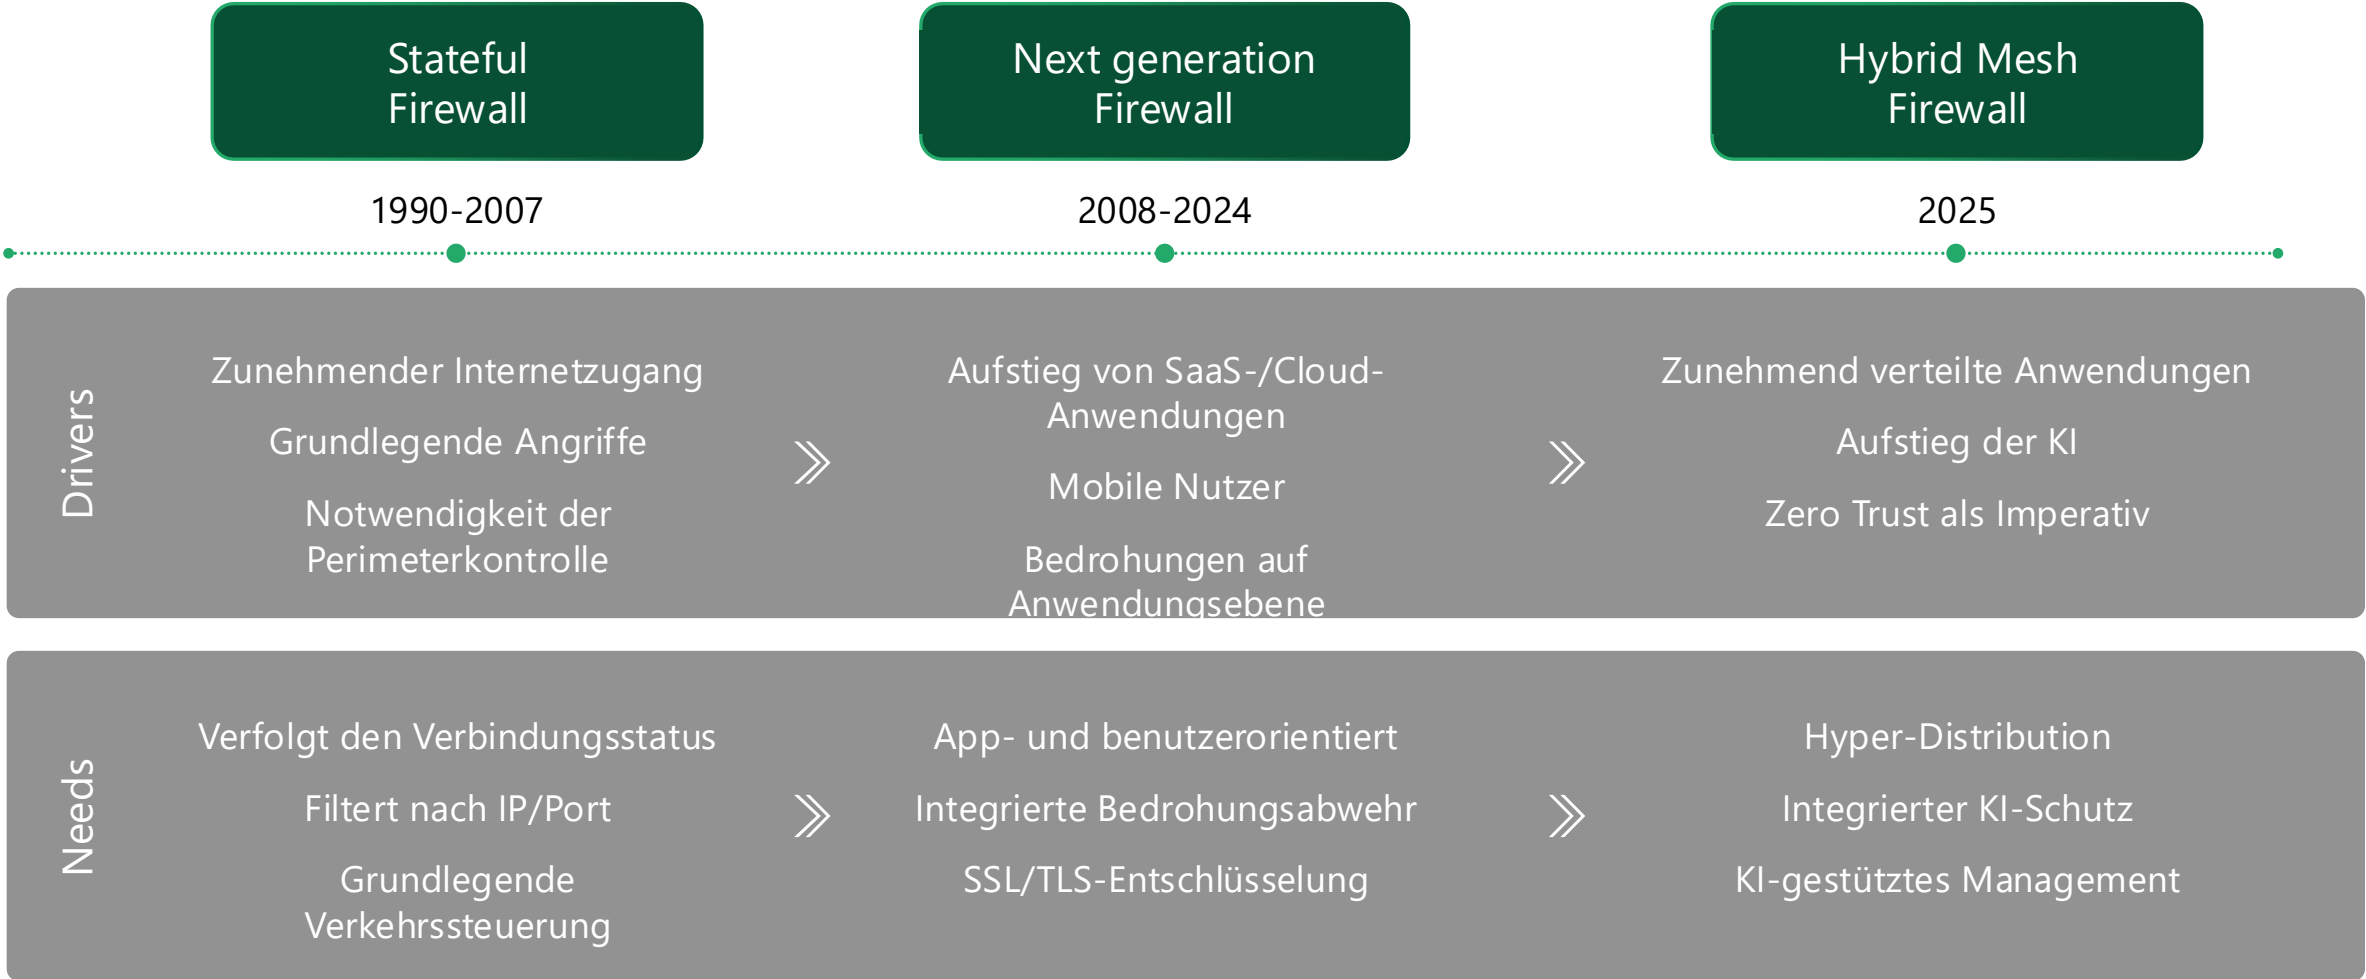 Stateful
Firewall
Next generation
Firewall
Hybrid Mesh
Firewall
1990-2007
2008-2024
2025
Drivers
Zunehmender Internetzugang
Grundlegende Angriffe
Notwendigkeit der
Perimeterkontrolle
Aufstieg von SaaS-/Cloud-
Anwendungen
Mobile Nutzer
Bedrohungen auf
Anwendungsebene
Zunehmend verteilte Anwendungen
Aufstieg der KI
Zero Trust als Imperativ
Needs
Verfolgt den Verbindungsstatus
Filtert nach IP/Port
Grundlegende
Verkehrssteuerung
App- und benutzerorientiert
Integrierte Bedrohungsabwehr
SSL/TLS-Entschlüsselung
Hyper-Distribution
Integrierter KI-Schutz
KI-gestütztes Management